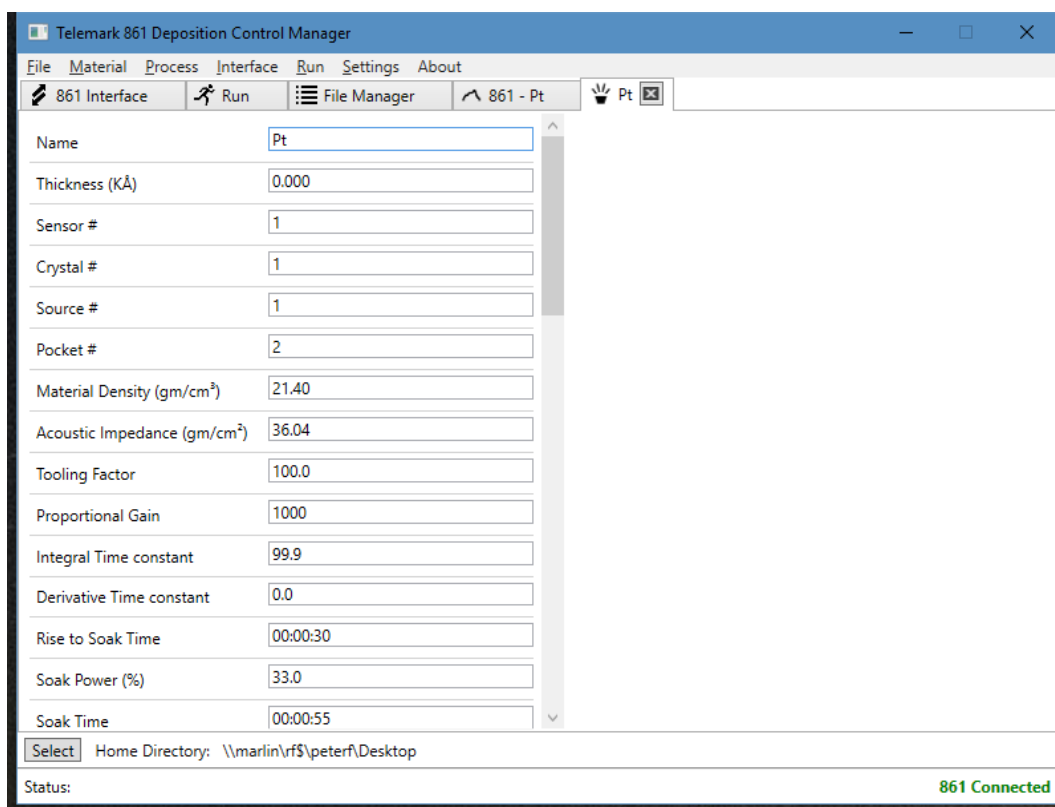 Telemark 861 Deposition Control Manager
File Material Process Interface Run Settings About
861 Interface Run File Manager 861 - Pt Pt
Name Pt
Thickness (KÅ) 0.000
Sensor # 1
Crystal # 1
Source # 1
Pocket # 2
Material Density (gm/cm³) 21.40
Acoustic Impedance (gm/cm²) 36.04
Tooling Factor 100.0
Proportional Gain 1000
Integral Time constant 99.9
Derivative Time constant 0.0
Rise to Soak Time 00:00:30
Soak Power (%) 33.0
Soak Time 00:00:55
Select Home Directory: \\marlin\rf$\peterf\Desktop
Status: 861 Connected